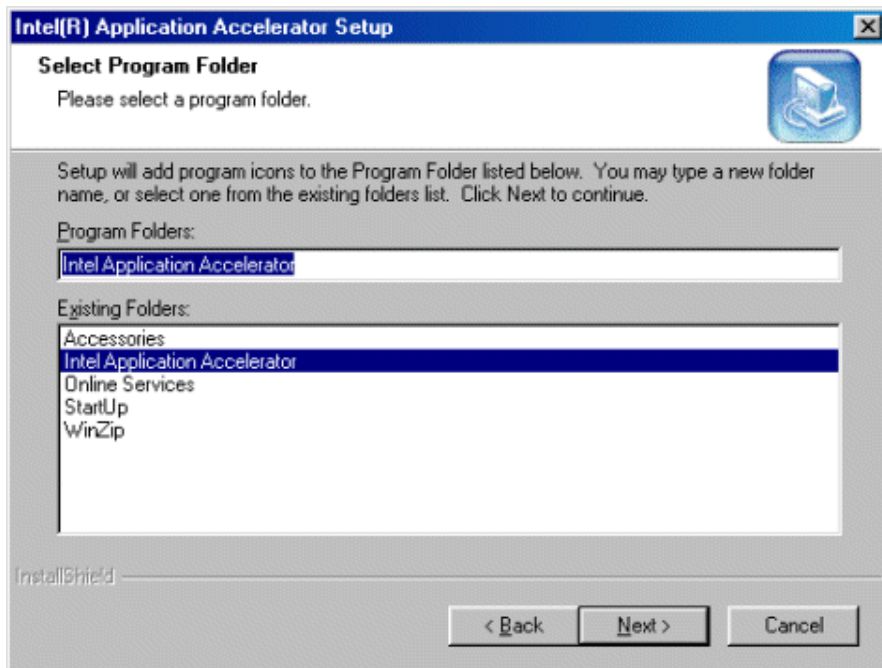 Intel(R) Application Accelerator Setup
Select Program Folder
Please select a program folder.
Setup will add program icons to the Program Folder listed below. You may type a new folder
name, or select one from the existing folders list. Click Next to continue.
Program Folders:
Intel Application Accelerator
Existing Folders:
Accessories
Intel Application Accelerator
Online Services
StartUp
WinZip
InstallShield
< Back
Next >
Cancel